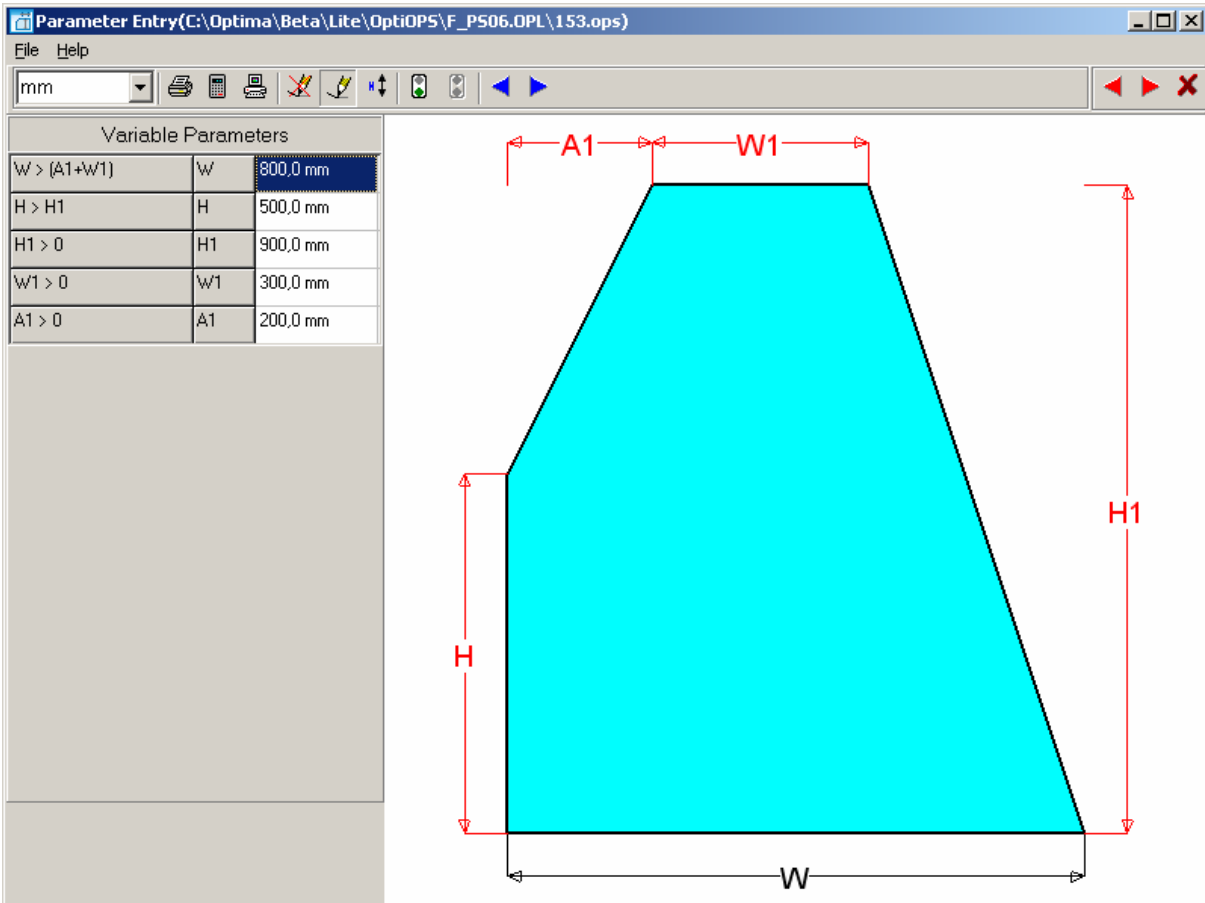 Parameter Entry(C:\Optima\Beta\Lite\OptiOPS\F_PS06.OPL\153.ops)
File Help
mm
Variable Parameters
W > (A1+W1) W 800,0 mm
H > H1 H 500,0 mm
H1 > 0 H1 900,0 mm
W1 > 0 W1 300,0 mm
A1 > 0 A1 200,0 mm
A1 W1
H1
H
W